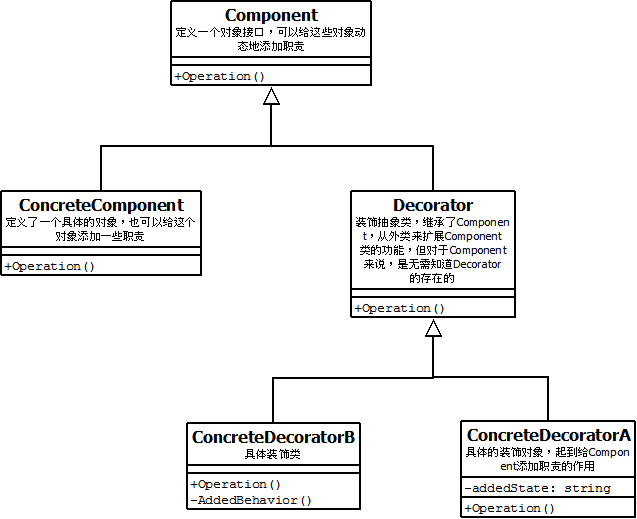 Component
定义一个对象接口，可以给这些对象动
态地添加职责
+Operation()
ConcreteComponent
定义了一个具体的对象，也可以给这个
对象添加一些职责
+Operation()
Decorator
装饰抽象类，继承了Componen
t，从外类来扩展Component
类的功能，但对于Component
来说，是无需知道Decorator
的存在的
+Operation()
ConcreteDecoratorB
具体装饰类
+Operation()
-AddedBehavior()
ConcreteDecoratorA
具体的装饰对象，起到给Compon
ent添加职责的作用
-addedState: string
+Operation()